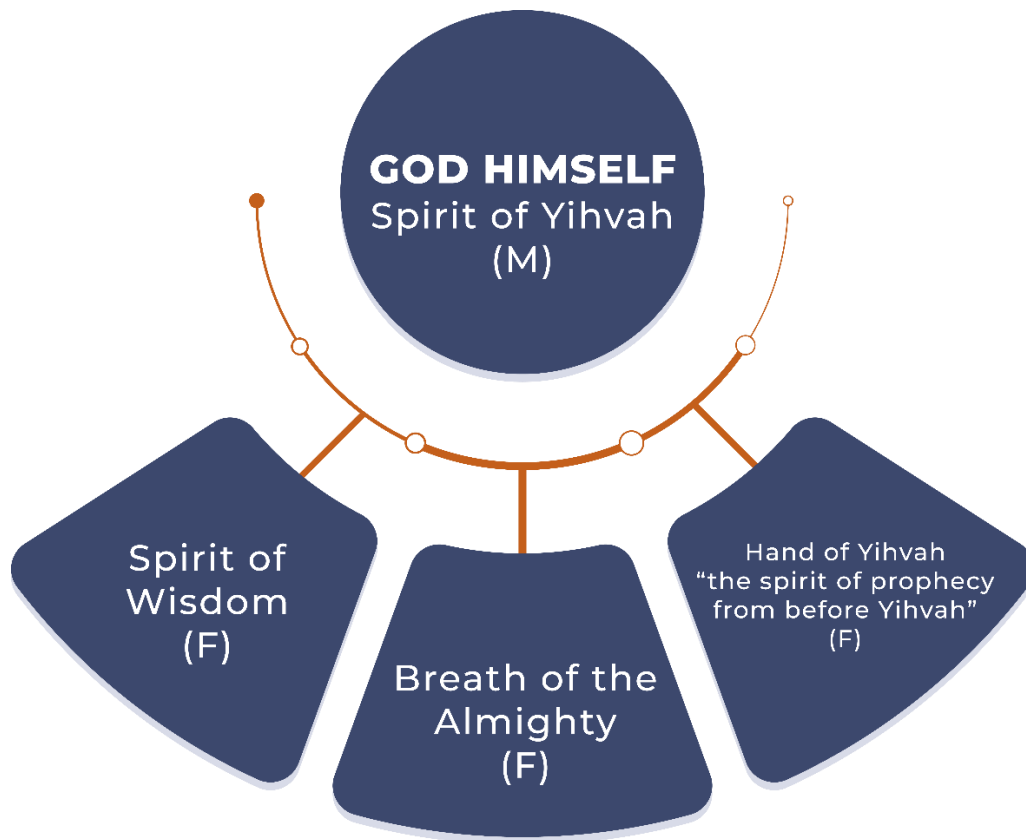 GOD HIMSELF
Spirit of Yihvah
(M)
Spirit of
Wisdom
(F)
Breath of the
Almighty
(F)
Hand of Yihvah
“the spirit of prophecy
from before Yihvah”
(F)